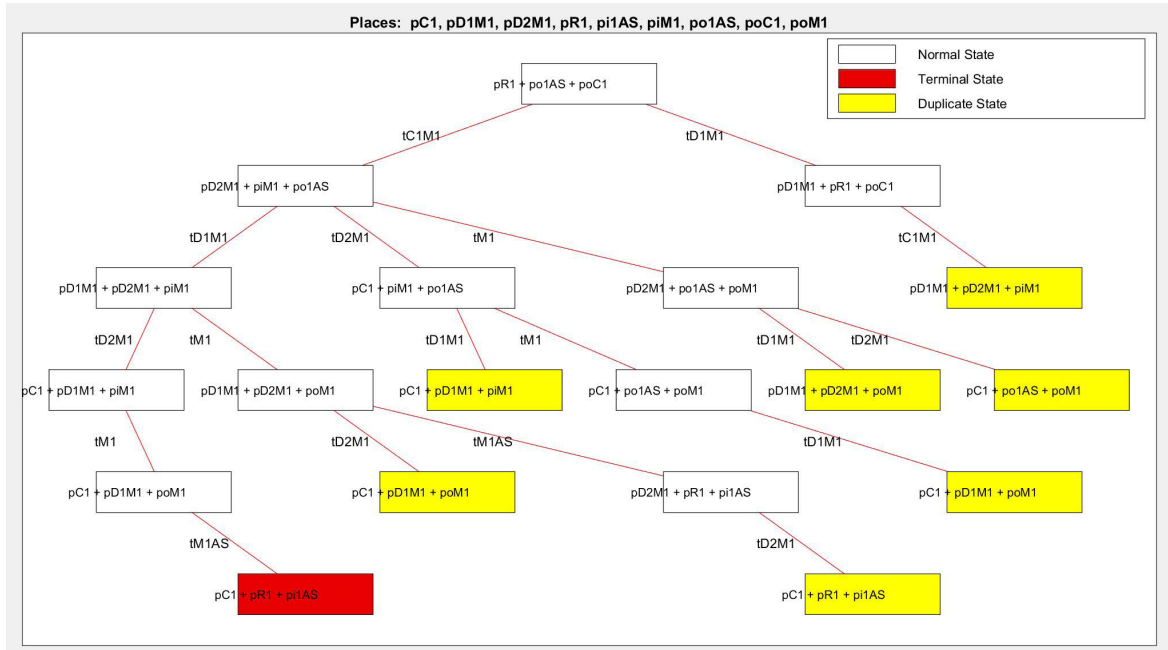 Places: pC1, pD1M1, pD2M1, pR1, pi1AS, piM1, po1AS, poC1, poM1
Normal State
Terminal State
Duplicate State
pR1 + po1AS + poC1
tC1M1
tD1M1
pD2M1 + piM1 + po1AS
pD1M1 + pR1 + poC1
tD1M1
tD2M1
tM1
tC1M1
pD1M1 + pD2M1 + piM1
pC1 + piM1 + po1AS
pD2M1 + po1AS + poM1
pD1M1 + pD2M1 + piM1
tD2M1
tM1
tD1M1
tM1
tD1M1
tD2M1
pC1 + pD1M1 + piM1
pD1M1 + pD2M1 + poM1
pC1 + pD1M1 + piM1
pC1 + po1AS + poM1
pD1M1 + pD2M1 + poM1
pC1 + po1AS + poM1
tM1
tD2M1
tM1AS
tD1M1
pC1 + pD1M1 + poM1
pC1 + pD1M1 + poM1
pD2M1 + pR1 + pi1AS
pC1 + pD1M1 + poM1
tM1AS
tD2M1
pC1 + pR1 + pi1AS
pC1 + pR1 + pi1AS